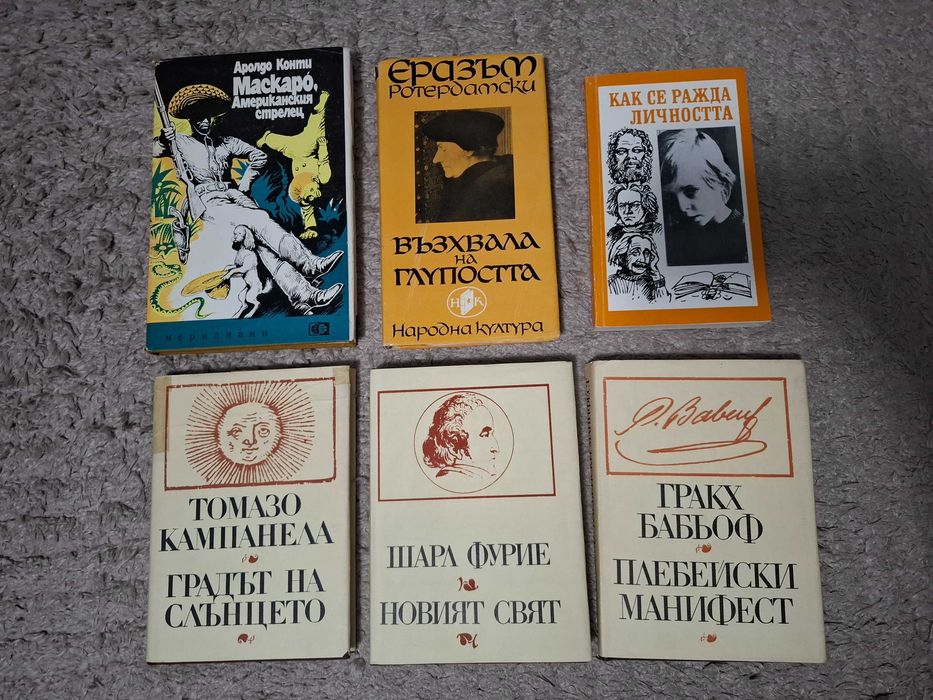 Аролдо Конти
Маскаро́,
Американския
стрелец
меридиани
Еразъм
Ротердамски
Възхвала
на
глупостта
НК
Народна култура
КАК СЕ РАЖДА
ЛИЧНОСТТА
ТОМАЗО
КАМПАНЕЛА
ГРАДЪТ НА
СЛЪНЦЕТО
ШАРЛ ФУРИЕ
НОВИЯТ СВЯТ
G. Babeuf
ГРАКХ
БАБЬОФ
ПЛЕБЕЙСКИ
МАНИФЕСТ